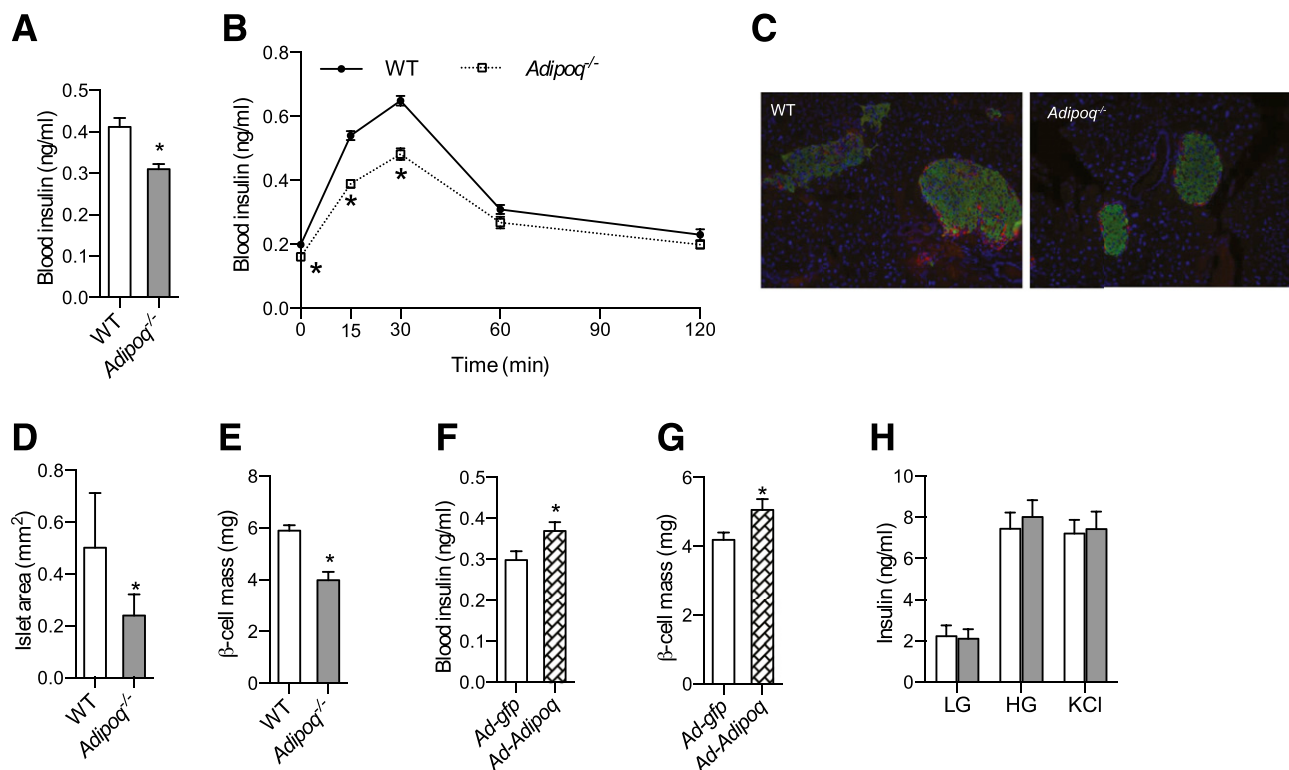 A
Blood insulin (ng/ml)
0.5
0.4
0.3
0.2
0.1
0.0
WT
Adipoq-/-
*
B
Blood insulin (ng/ml)
0.8
0.6
0.4
0.2
0.0
WT
Adipoq-/-
*
*
*
0 15 30 60 90 120
Time (min)
C
WT
Adipoq-/-
D
Islet area (mm2)
0.8
0.6
0.4
0.2
0.0
*
WT
Adipoq-/-
E
β-cell mass (mg)
8
6
4
2
0
*
WT
Adipoq-/-
F
Blood insulin (ng/ml)
0.5
0.4
0.3
0.2
0.1
0.0
*
Ad-gfp
Ad-Adipoq
G
β-cell mass (mg)
6
4
2
0
*
Ad-gfp
Ad-Adipoq
H
Insulin (ng/ml)
10
8
6
4
2
0
LG HG KCl